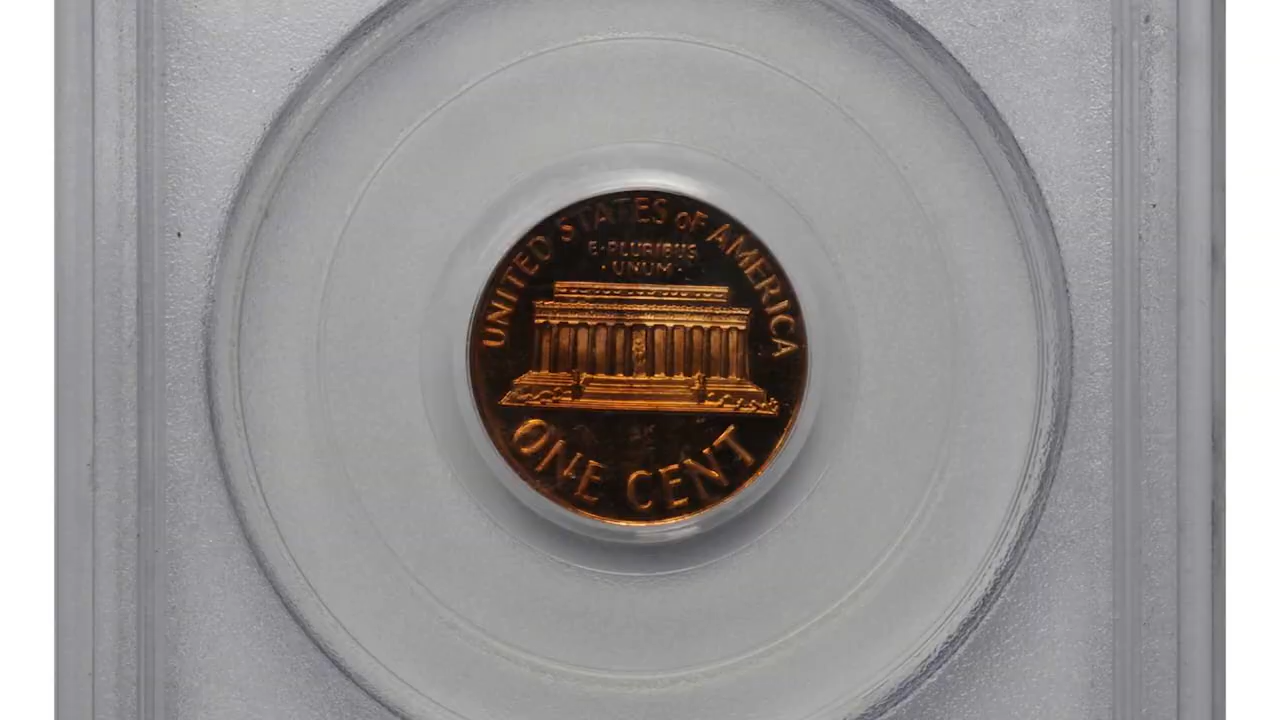 UNITED STATES OF AMERICA
E·PLURIBUS
·UNUM·
ONE CENT